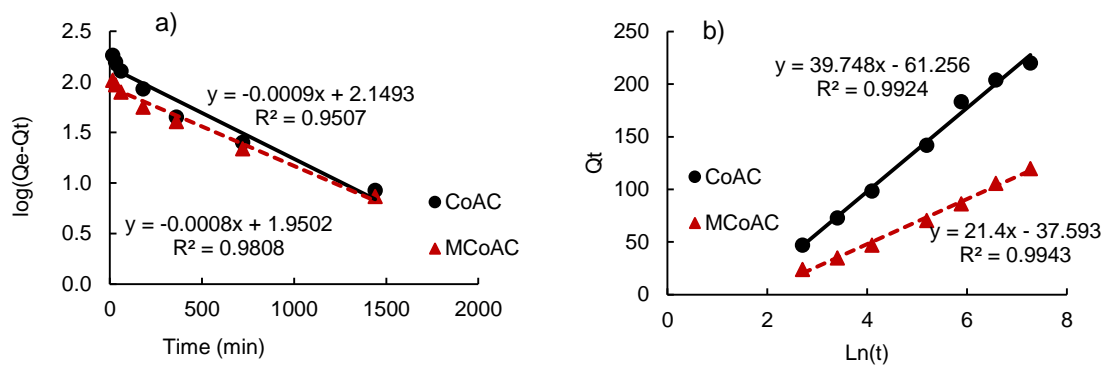 a)
2.5
2.0
1.5
1.0
0.5
0.0
log(Qe-Qt)
y = -0.0009x + 2.1493
R² = 0.9507
y = -0.0008x + 1.9502
R² = 0.9808
CoAC
MCoAC
0 500 1000 1500 2000
Time (min)
b)
250
200
150
100
50
0
Qt
y = 39.748x - 61.256
R² = 0.9924
CoAC
MCoAC
y = 21.4x - 37.593
R² = 0.9943
0 2 4 6 8
Ln(t)